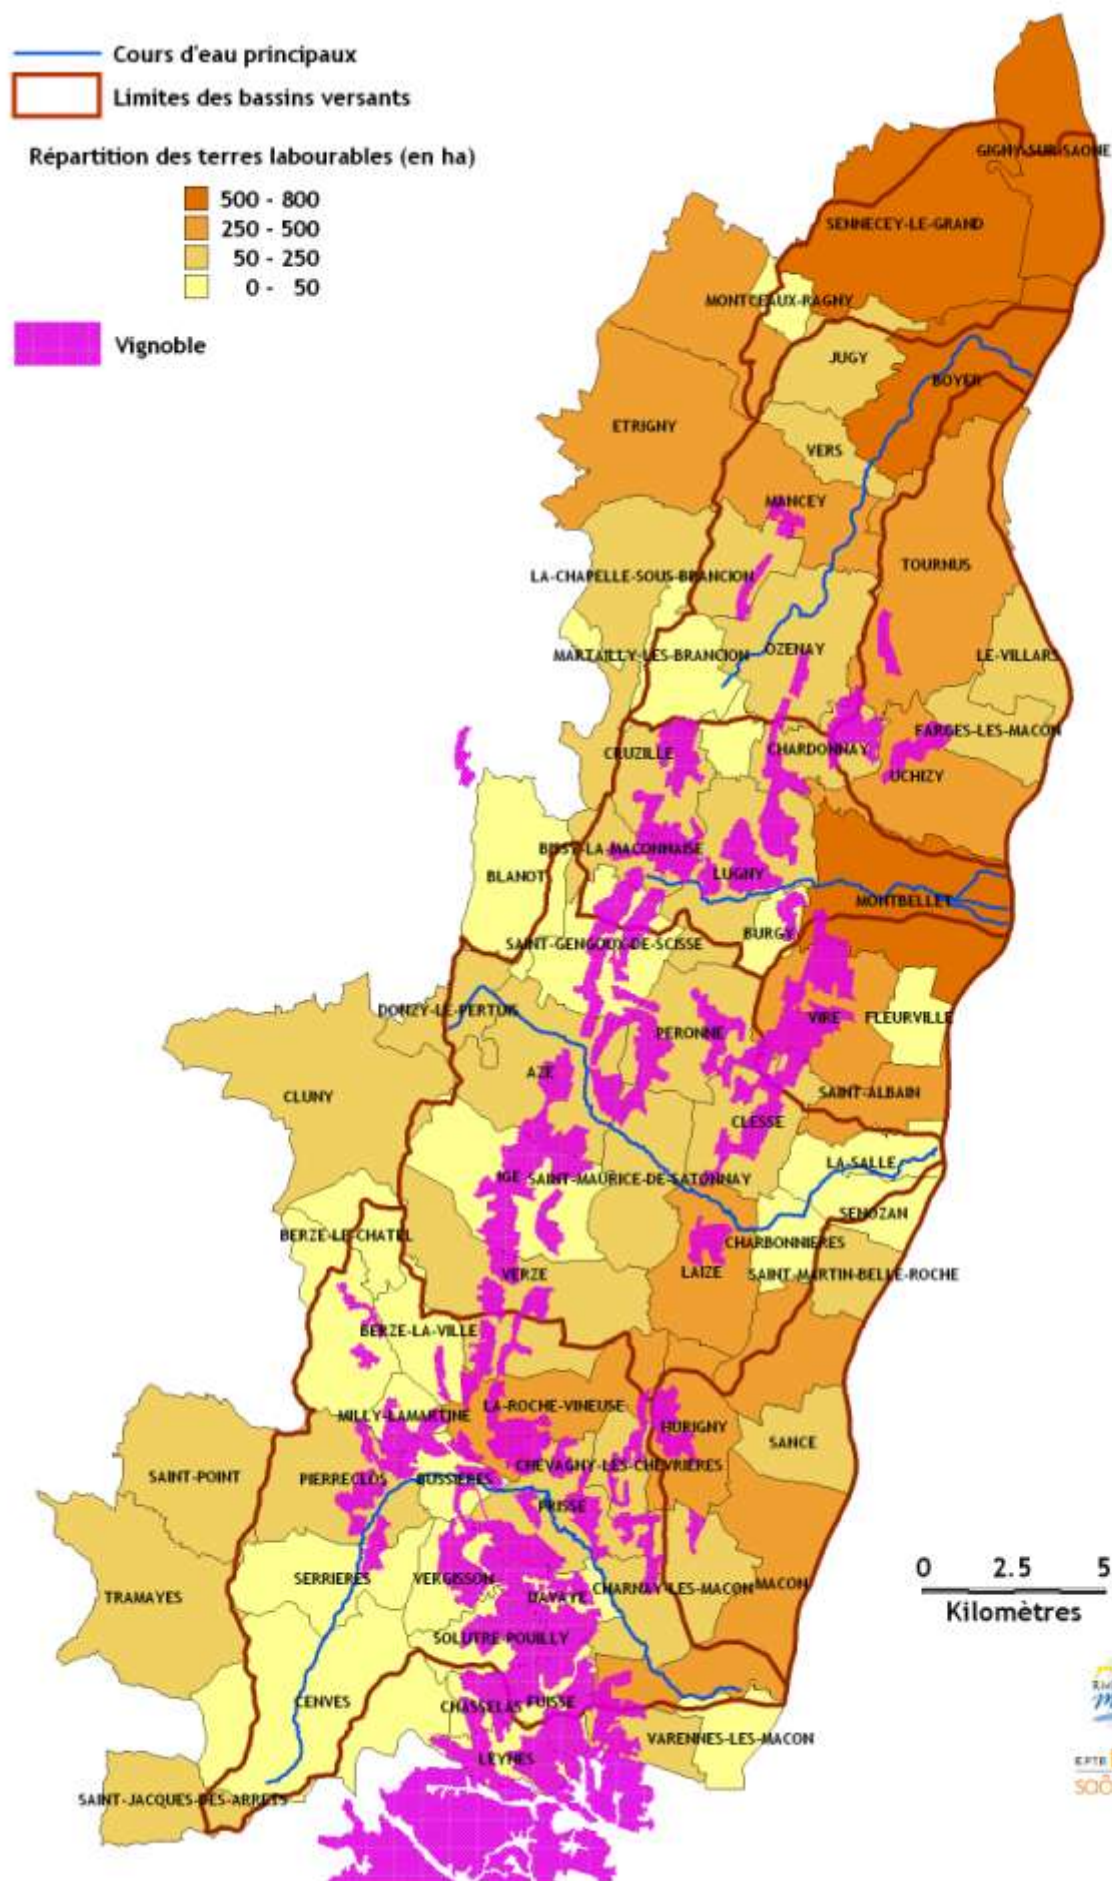 Cours d'eau principaux
Limites des bassins versants
Répartition des terres labourables (en ha)
500 - 800
250 - 500
50 - 250
0 - 50
Vignoble
GIGNY-SUR-SAONE
SENNECEY-LE-GRAND
MONTCEAUX-RAGNY
JUGY
BOYER
ETRIGNY
VERS
MANCEY
TOURNUS
LA-CHAPELLE-SOUS-BRANCION
OZENAY
MARTAILLY-LES-BRANCION
LE-VILLARS
FARGES-LES-MACON
CRUZILLE
CHARDONNAY
UCHIZY
BISSY-LA-MACONNAISE
BLANOT
LUGNY
MONTBELLET
BURGY
SAINT-GENGOUX-DE-SCISSE
DONZY-LE-PERTUIS
VIRE
FLEURVILLE
PERONNE
AZE
CLUNY
SAINT-ALBAIN
CLESSE
LA-SALLE
IGE
SAINT-MAURICE-DE-SATONNAY
SENOZAN
BERZE-LE-CHATEL
CHARBONNIERES
VERZE
LAIZE
SAINT-MARTIN-BELLE-ROCHE
BERZE-LA-VILLE
LA-ROCHE-VINEUSE
MILLY-LAMARTINE
HURIGNY
SANCE
CHEVAGNY-LES-CHEVRIERES
SAINT-POINT
PIERRECLOS
BUSSIERES
PRISSE
SERRIERES
VERGISSON
TRAMAYES
DAVAYE
CHARNAY-LES-MACON
MACON
0 2.5 5
Kilomètres
SOLUTRE-POUILLY
CENVES
CHASSELAS
FUISSE
VARENNES-LES-MACON
LEYNES
EPTB
SAINT-JACQUES-DES-ARRETS